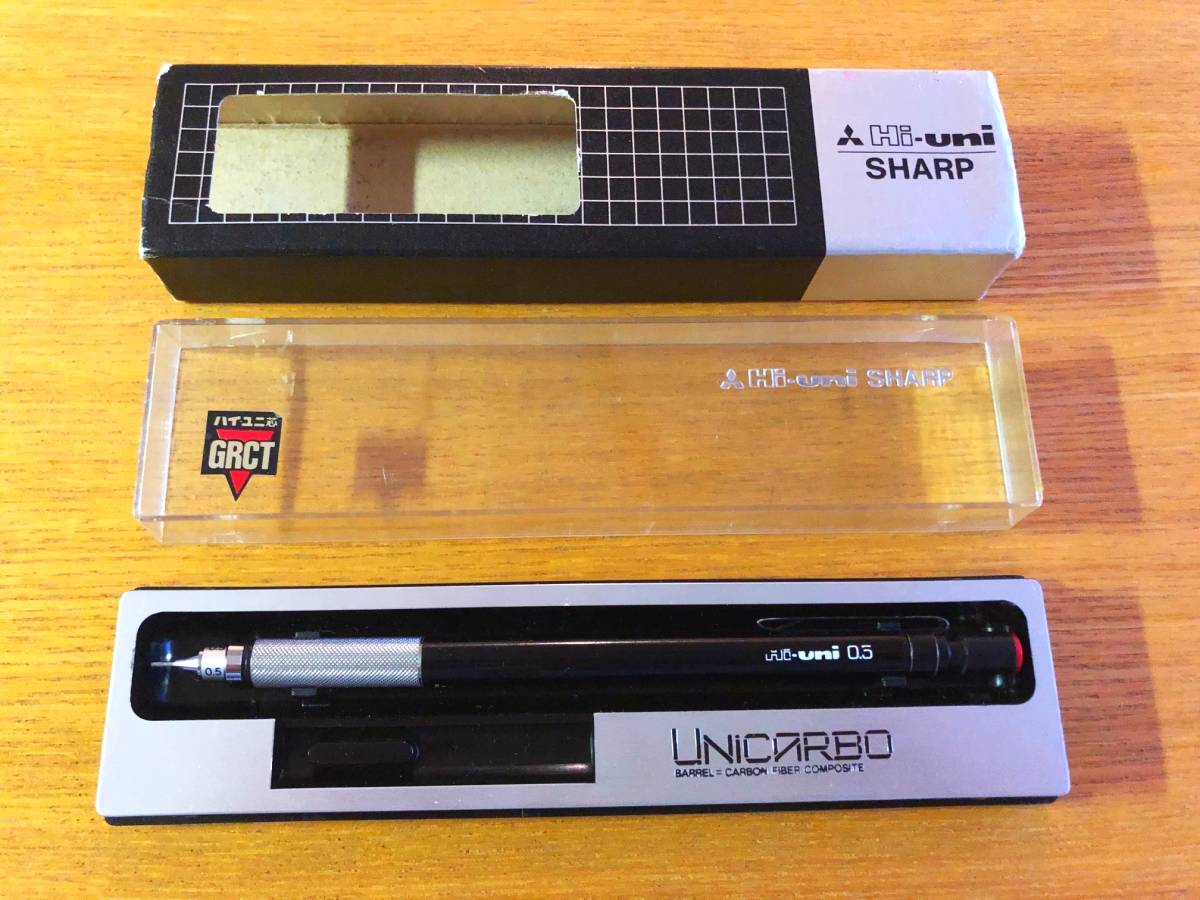 Hi-uni
SHARP
Hi-uni SHARP
ハイ・ユニ芯
GRCT
0.5
Hi-uni 0.5
UNiCARBO
BARREL = CARBON FIBER COMPOSITE